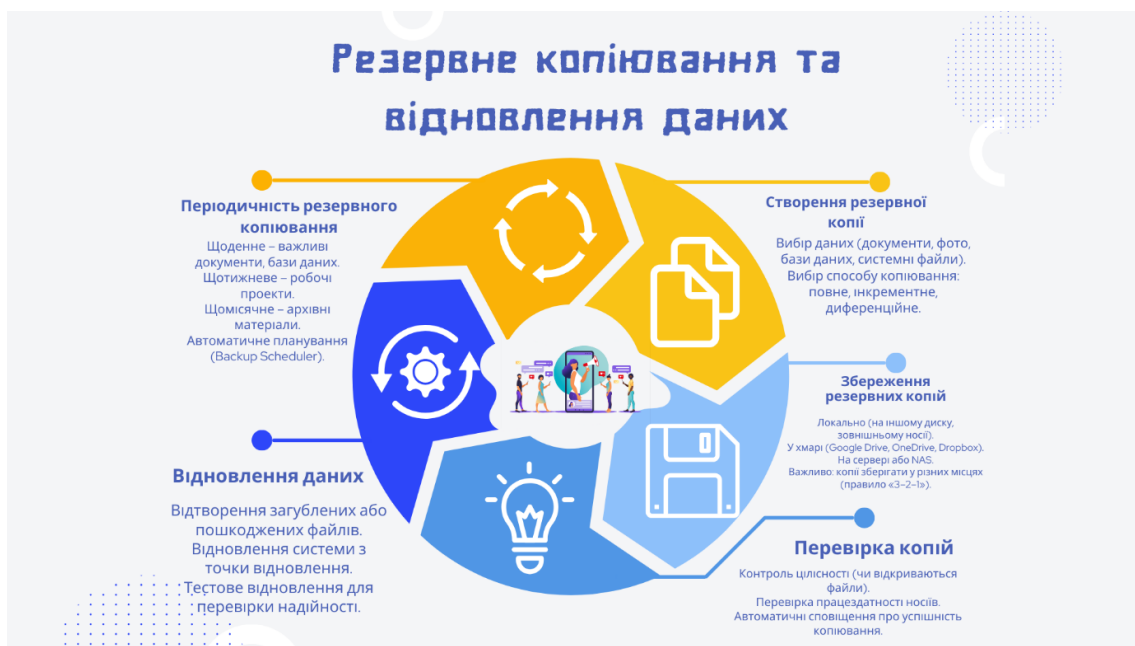 Резервне копіювання та
відновлення даних
Періодичність резервного
копіювання
Щоденне – важливі
документи, бази даних.
Щотижневе – робочі
проекти.
Щомісячне – архівні
матеріали.
Автоматичне планування
(Backup Scheduler).
Створення резервної
копії
Вибір даних (документи, фото,
бази даних, системні файли).
Вибір способу копіювання:
повне, інкрементне,
диференційне.
Збереження
резервних копій
Локально (на іншому диску,
зовнішньому носії).
У хмарі (Google Drive, OneDrive, Dropbox).
На сервері або NAS.
Важливо: копії зберігати у різних місцях
(правило «3–2–1»).
Перевірка копій
Контроль цілісності (чи відкриваються
файли).
Перевірка працездатності носіїв.
Автоматичні сповіщення про успішність
копіювання.
Відновлення даних
Відтворення загублених або
пошкоджених файлів.
Відновлення системи з
точки відновлення.
Тестове відновлення для
перевірки надійності.